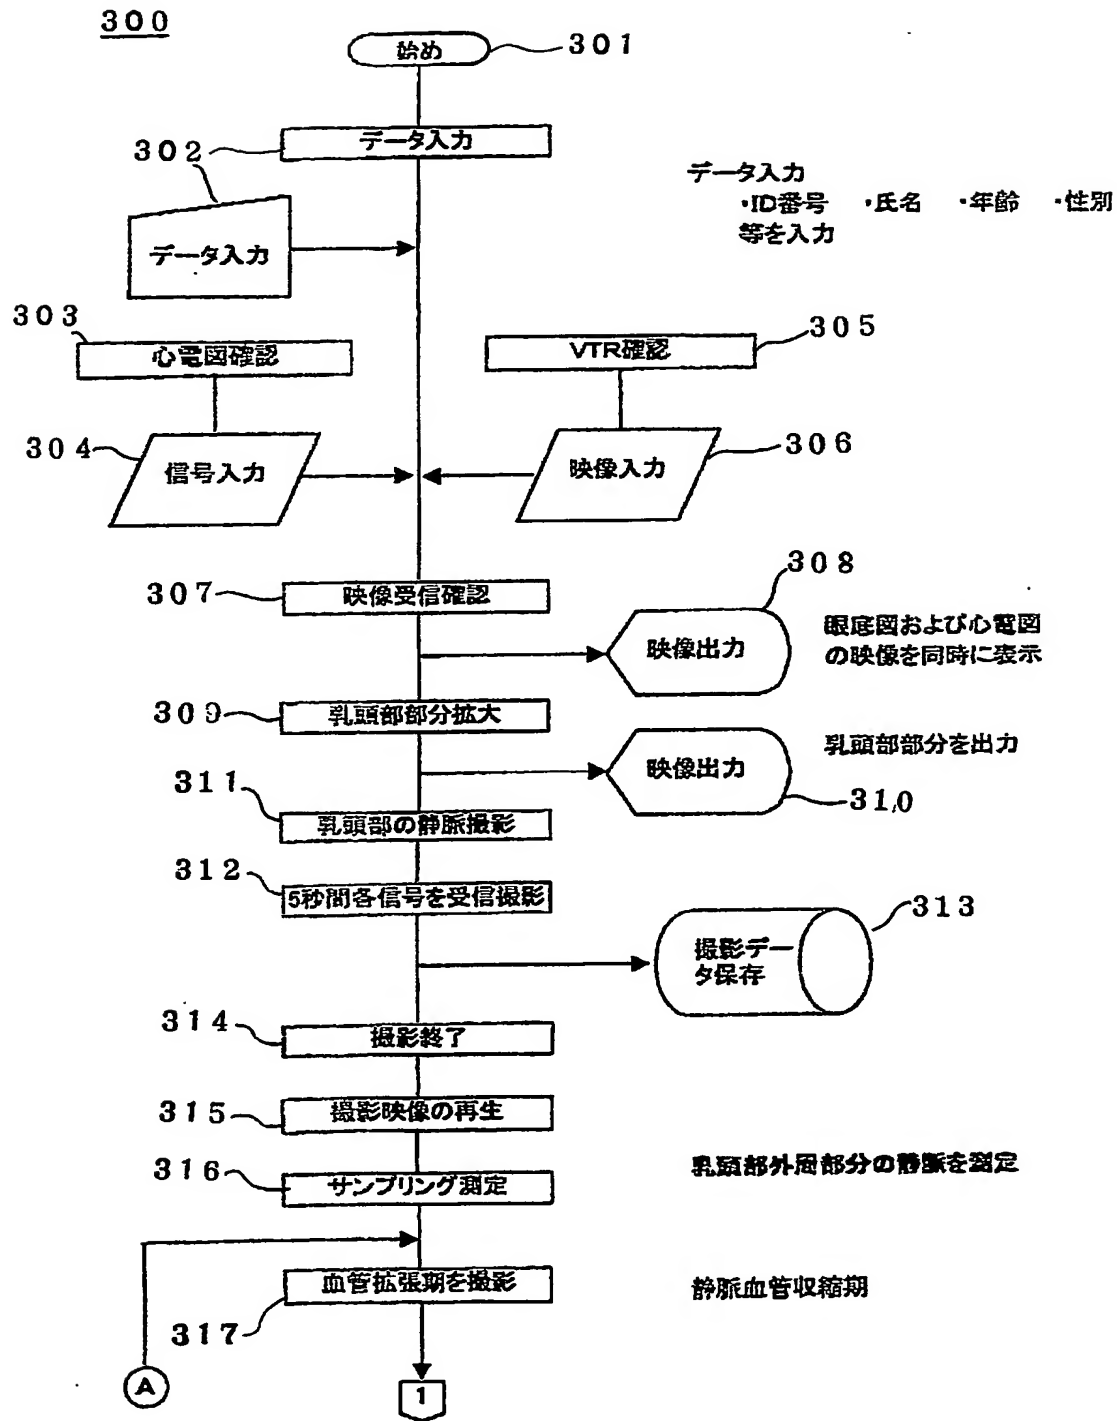 300
始め
301
データ入力
302
データ入力
データ入力
・ID番号 ・氏名 ・年齢 ・性別
等を入力
303
心電図確認
VTR確認
305
304
信号入力
映像入力
306
307
映像受信確認
308
映像出力
眼底図および心電図
の映像を同時に表示
309
乳頭部部分拡大
映像出力
乳頭部部分を出力
310
311
乳頭部の静脈撮影
312
5秒間各信号を受信撮影
313
撮影デー
タ保存
314
撮影終了
315
撮影映像の再生
316
サンプリング測定
乳頭部外周部分の静脈を測定
血管拡張期を撮影
静脈血管収縮期
317
A
1